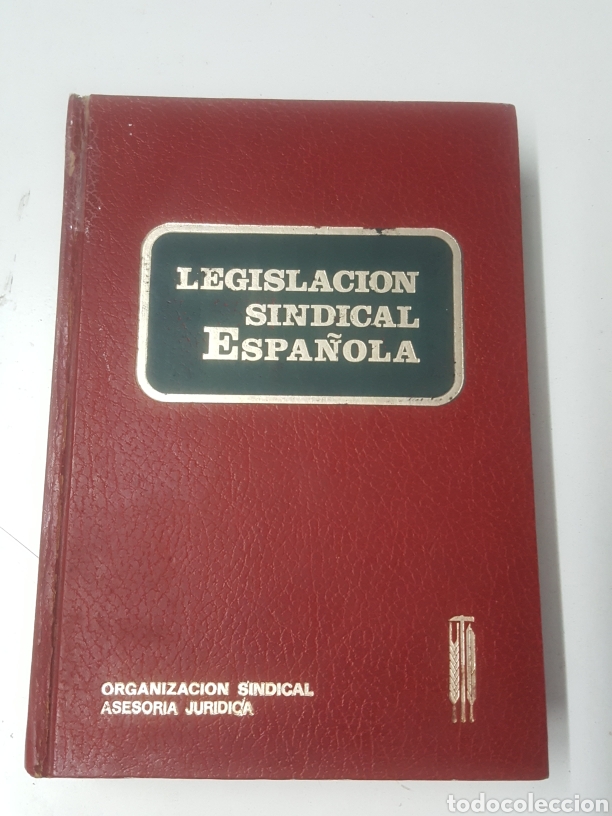 LEGISLACION
SINDICAL
ESPAÑOLA
ORGANIZACION SINDICAL
ASESORIA JURIDICA
todocoleccion